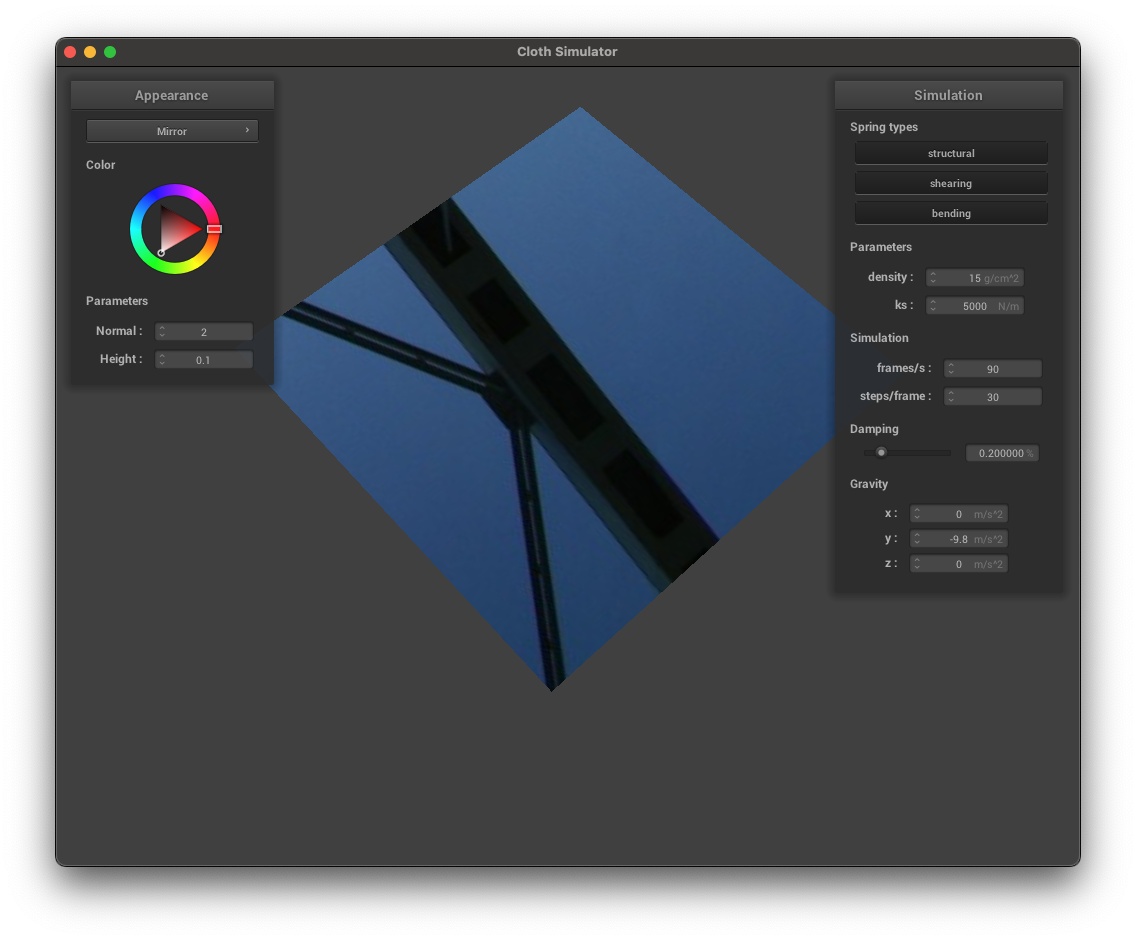 Cloth Simulator
Appearance
Mirror
Color
Parameters
Normal : 2
Height : 0.1
Simulation
Spring types
structural
shearing
bending
Parameters
density : 15 g/cm^2
ks : 5000 N/m
Simulation
frames/s : 90
steps/frame : 30
Damping
0.200000 %
Gravity
x : 0 m/s^2
y : -9.8 m/s^2
z : 0 m/s^2